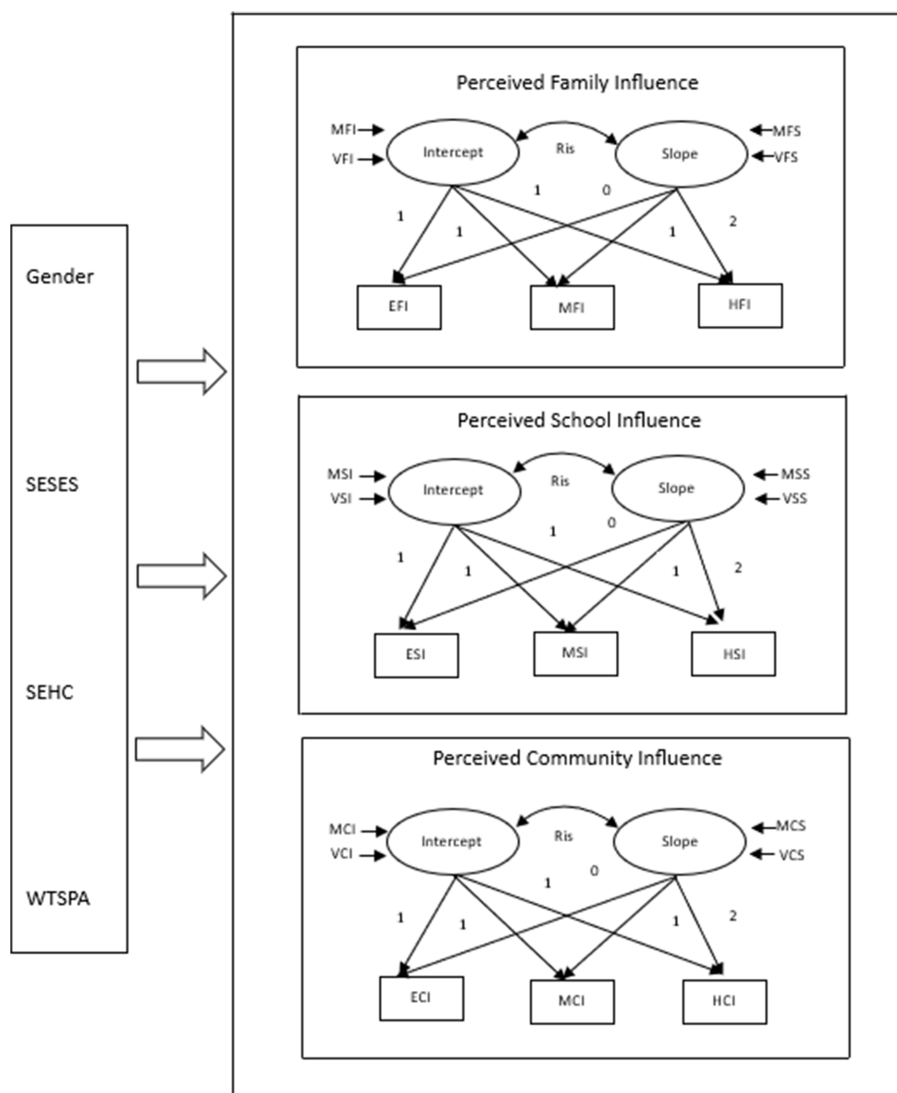 Gender
SESES
SEHC
WTSPA
Perceived Family Influence
MFI
VFI
Intercept
Ris
Slope
MFS
VFS
1
1
1
0
1
2
EFI
MFI
HFI
Perceived School Influence
MSI
VSI
Intercept
Ris
Slope
MSS
VSS
1
1
1
0
1
2
ESI
MSI
HSI
Perceived Community Influence
MCI
VCI
Intercept
Ris
Slope
MCS
VCS
1
1
1
0
1
2
ECI
MCI
HCI